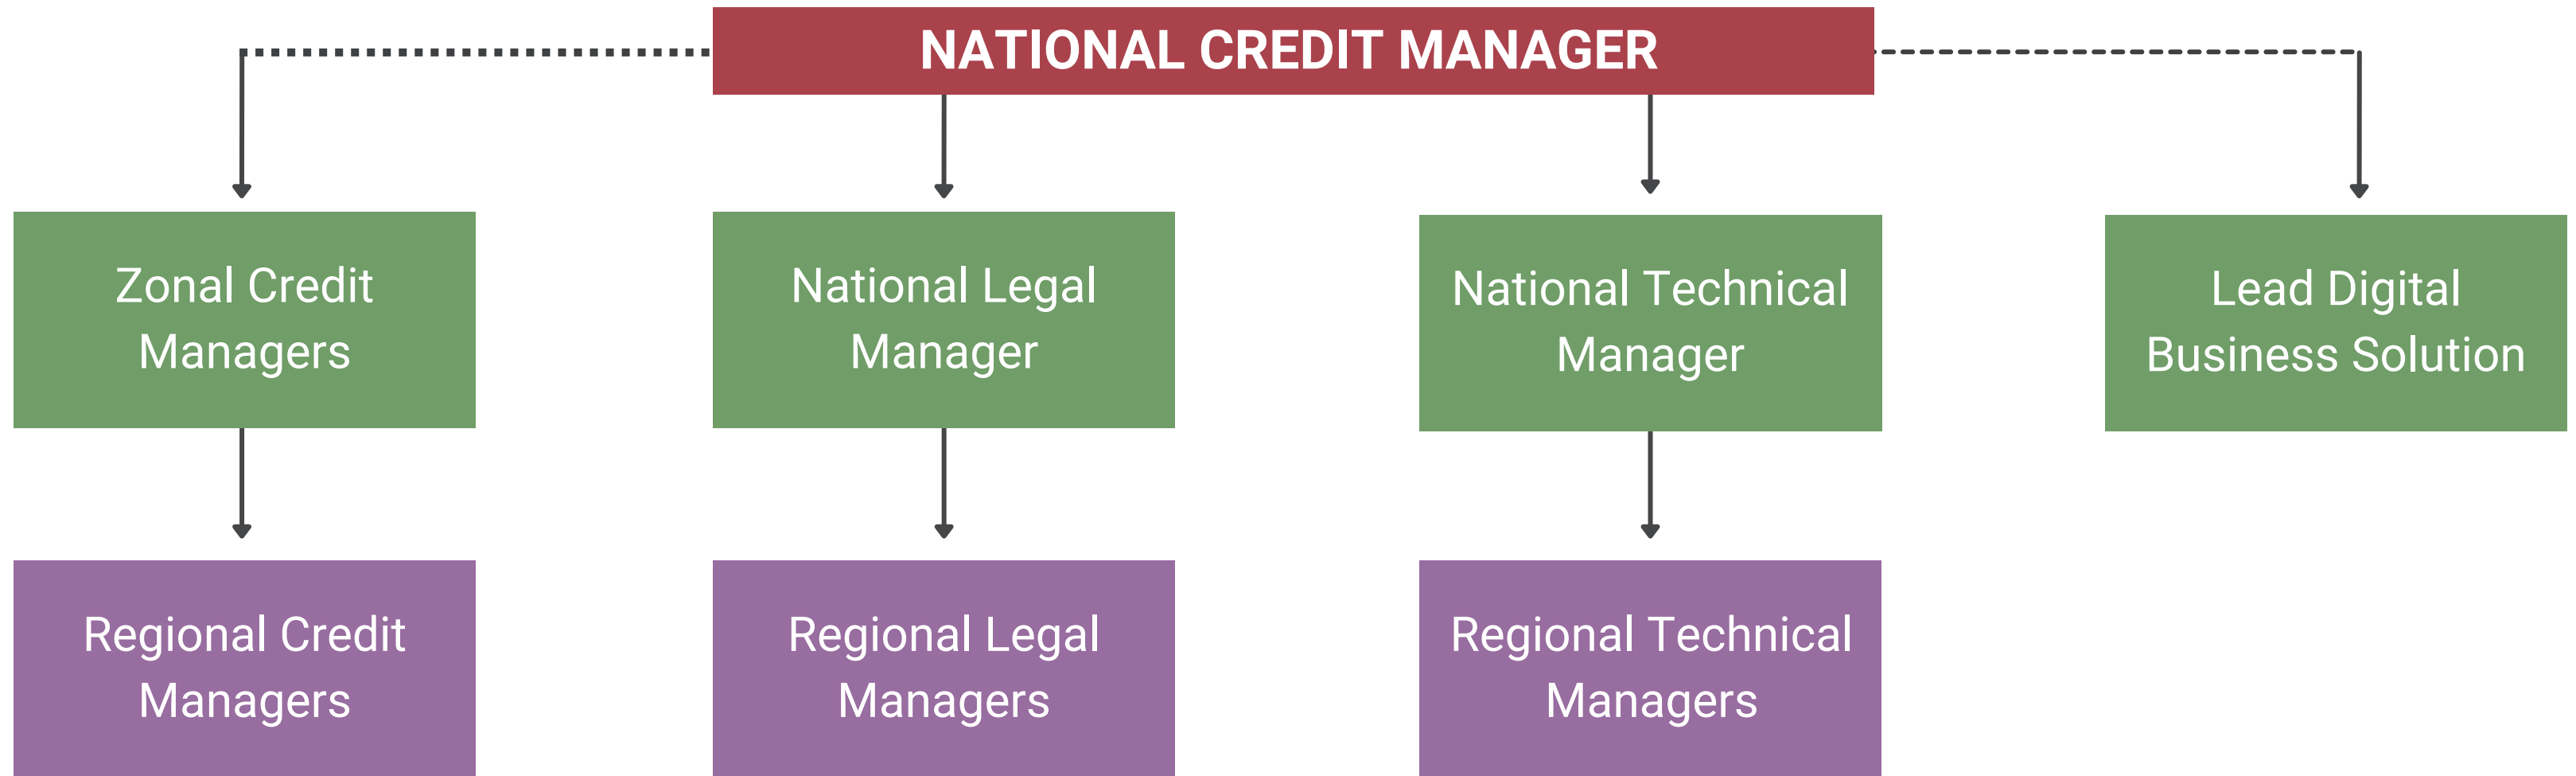 NATIONAL CREDIT MANAGER
Zonal Credit
Managers
National Legal
Manager
National Technical
Manager
Lead Digital
Business Solution
Regional Credit
Managers
Regional Legal
Managers
Regional Technical
Managers